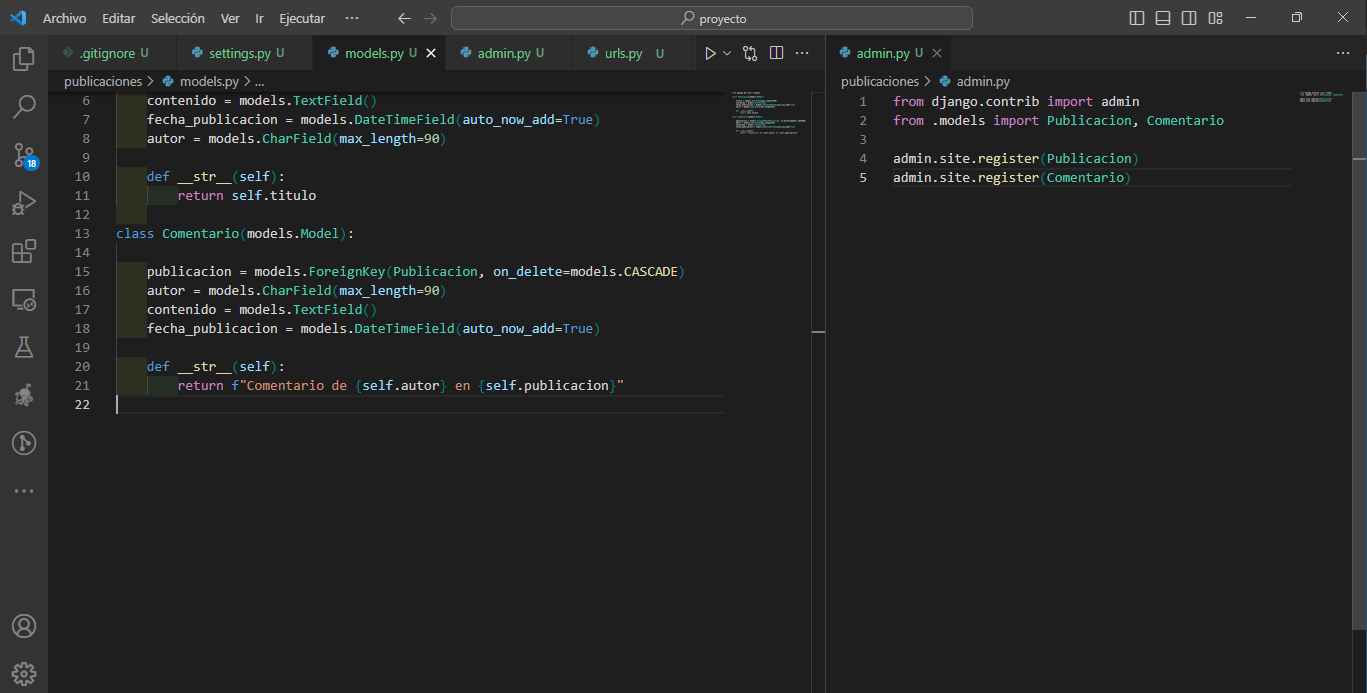 Archivo Editar Selección Ver Ir Ejecutar ··· proyecto
.gitignore U settings.py U models.py U admin.py U urls.py U
admin.py U
publicaciones > models.py > ...
publicaciones > admin.py
6 contenido = models.TextField()
7 fecha_publicacion = models.DateTimeField(auto_now_add=True)
8 autor = models.CharField(max_length=90)
9
10 def __str__(self):
11 return self.titulo
12
13 class Comentario(models.Model):
14
15 publicacion = models.ForeignKey(Publicacion, on_delete=models.CASCADE)
16 autor = models.CharField(max_length=90)
17 contenido = models.TextField()
18 fecha_publicacion = models.DateTimeField(auto_now_add=True)
19
20 def __str__(self):
21 return f"Comentario de {self.autor} en {self.publicacion}"
22
1 from django.contrib import admin
2 from .models import Publicacion, Comentario
3
4 admin.site.register(Publicacion)
5 admin.site.register(Comentario)
18